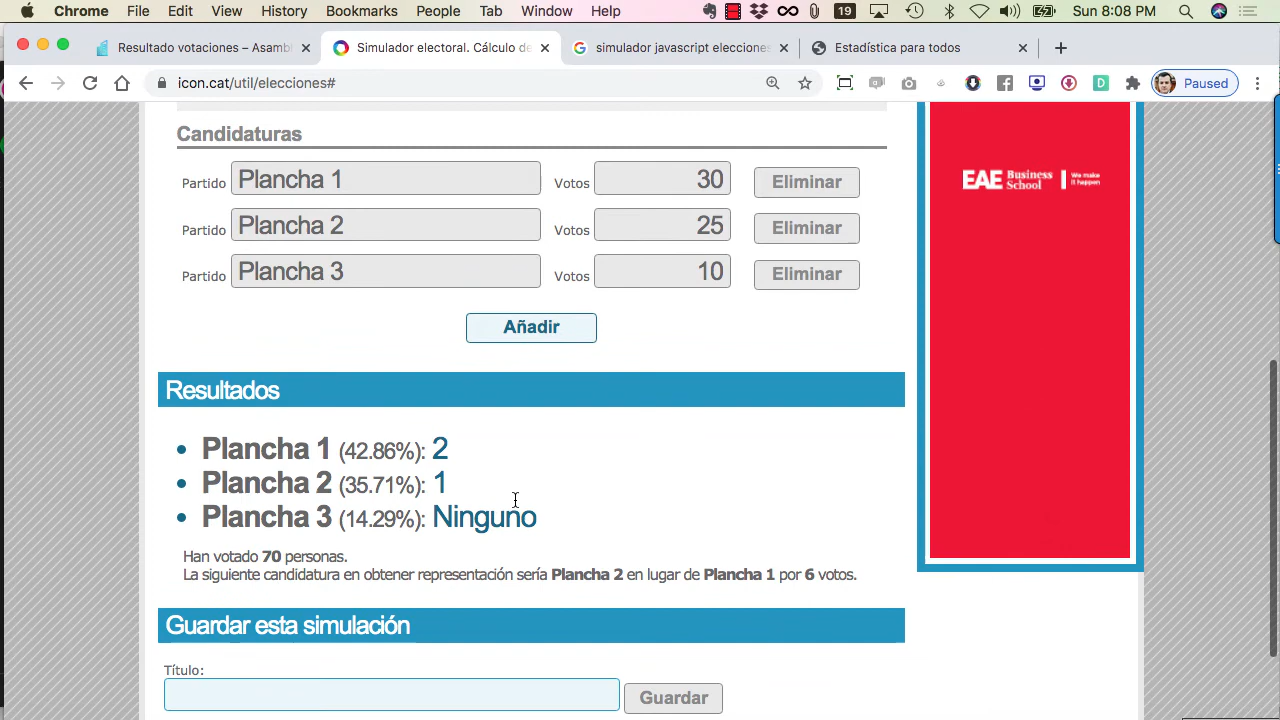 Chrome File Edit View History Bookmarks People Tab Window Help 19 Sun 8:08 PM
Resultado votaciones – Asamb
Simulador electoral. Cálculo de
simulador javascript elecciones
Estadística para todos
icon.cat/util/elecciones#
Paused
Candidaturas
Partido Plancha 1 Votos 30 Eliminar
Partido Plancha 2 Votos 25 Eliminar
Partido Plancha 3 Votos 10 Eliminar
Añadir
EAE Business School We make it happen
Resultados
Plancha 1 (42.86%): 2
Plancha 2 (35.71%): 1
Plancha 3 (14.29%): Ninguno
Han votado 70 personas.
La siguiente candidatura en obtener representación sería Plancha 2 en lugar de Plancha 1 por 6 votos.
Guardar esta simulación
Título:
Guardar